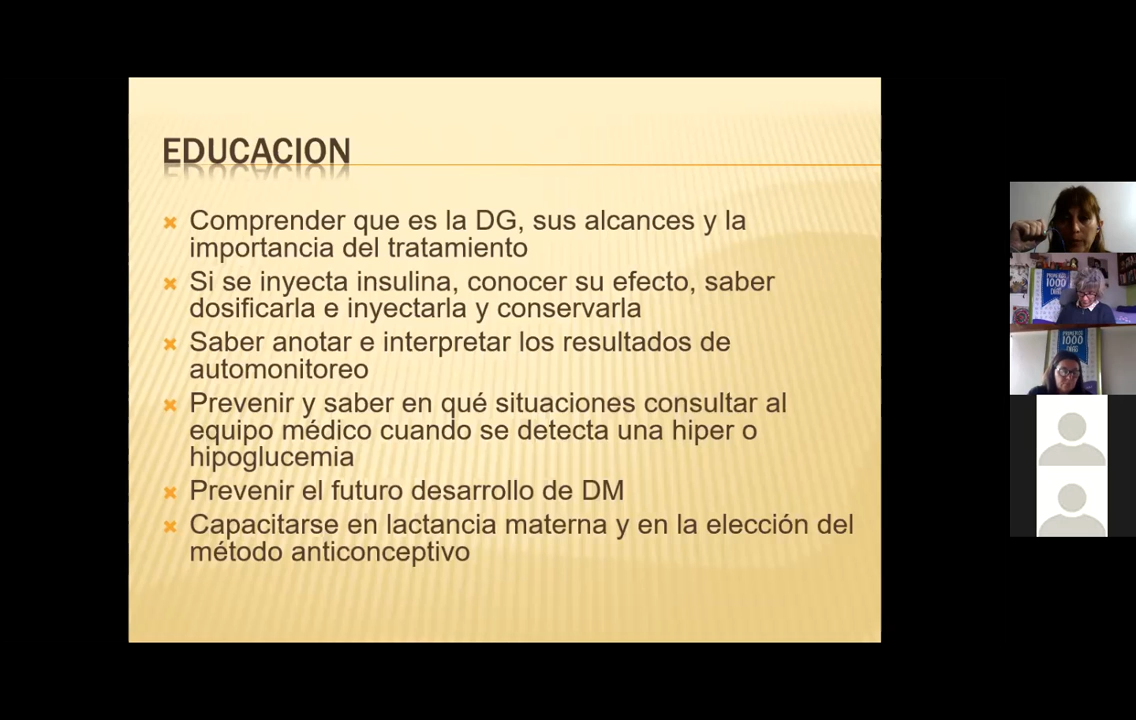 EDUCACION
Comprender que es la DG, sus alcances y la
importancia del tratamiento
Si se inyecta insulina, conocer su efecto, saber
dosificarla e inyectarla y conservarla
Saber anotar e interpretar los resultados de
automonitoreo
Prevenir y saber en qué situaciones consultar al
equipo médico cuando se detecta una hiper o
hipoglucemia
Prevenir el futuro desarrollo de DM
Capacitarse en lactancia materna y en la elección del
método anticonceptivo
1000
1000